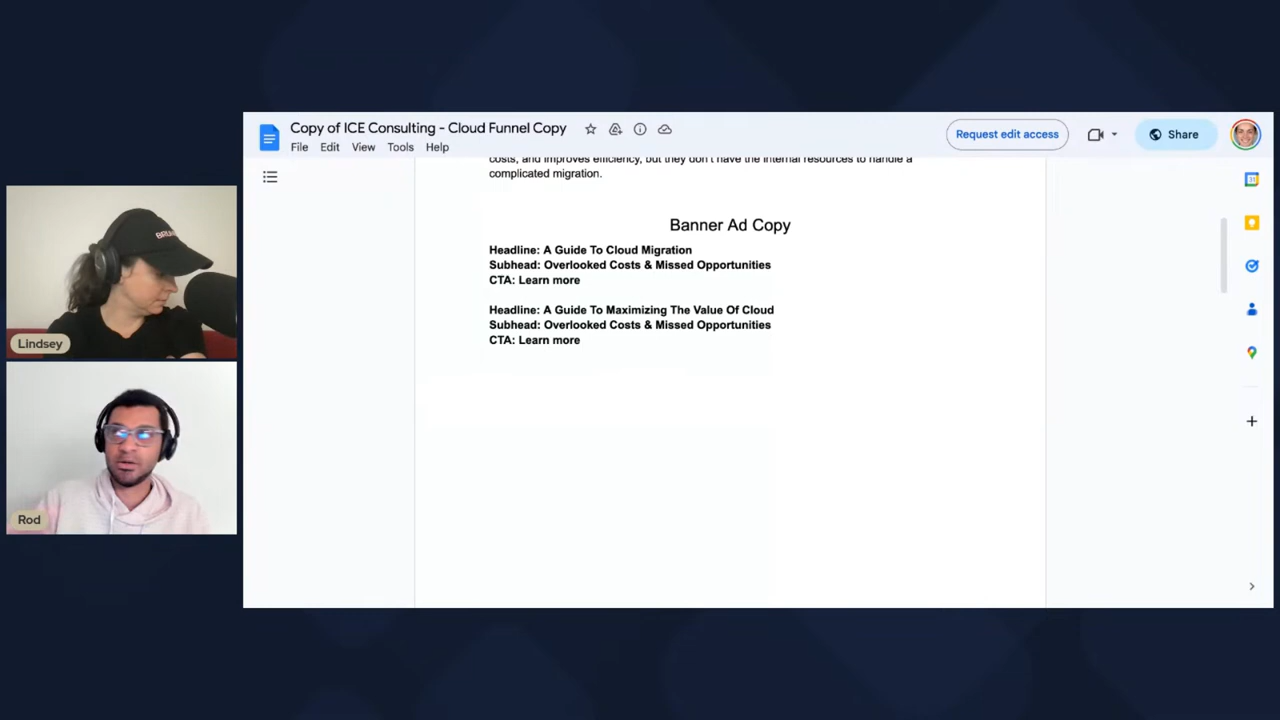 Copy of ICE Consulting - Cloud Funnel Copy
File Edit View Tools Help
Request edit access
Share
costs, and improves efficiency, but they don't have the internal resources to handle a
complicated migration.
Banner Ad Copy
Headline: A Guide To Cloud Migration
Subhead: Overlooked Costs & Missed Opportunities
CTA: Learn more
Headline: A Guide To Maximizing The Value Of Cloud
Subhead: Overlooked Costs & Missed Opportunities
CTA: Learn more
Lindsey
Rod
31